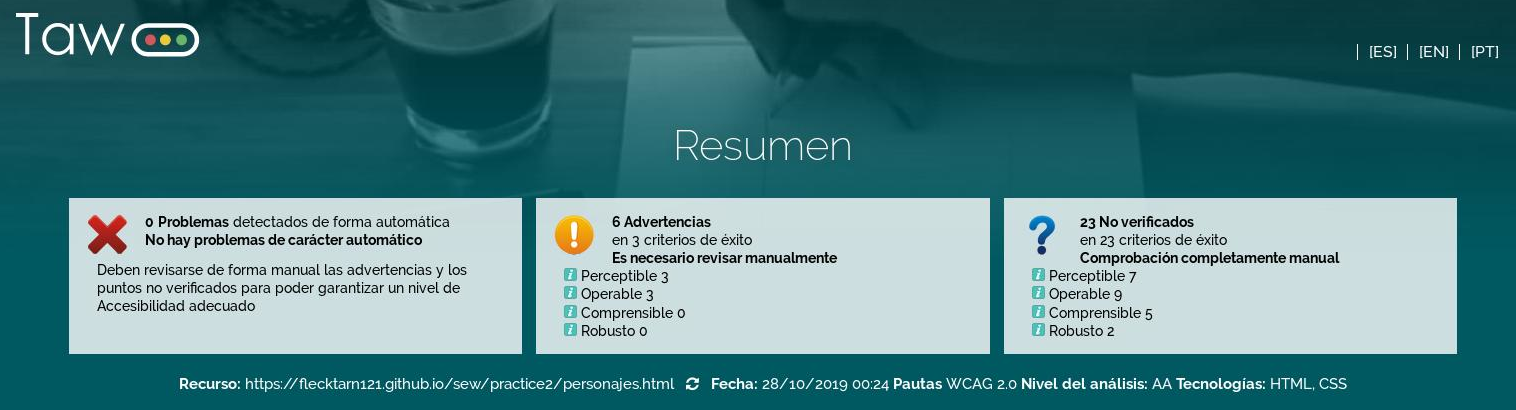 Taw
[ES] [EN] [PT]
Resumen
0 Problemas detectados de forma automática
No hay problemas de carácter automático
Deben revisarse de forma manual las advertencias y los
puntos no verificados para poder garantizar un nivel de
Accesibilidad adecuado
6 Advertencias
en 3 criterios de éxito
Es necesario revisar manualmente
Perceptible 3
Operable 3
Comprensible 0
Robusto 0
23 No verificados
en 23 criterios de éxito
Comprobación completamente manual
Perceptible 7
Operable 9
Comprensible 5
Robusto 2
Recurso: https://flecktarn121.github.io/sew/practice2/personajes.html Fecha: 28/10/2019 00:24 Pautas WCAG 2.0 Nivel del análisis: AA Tecnologías: HTML, CSS